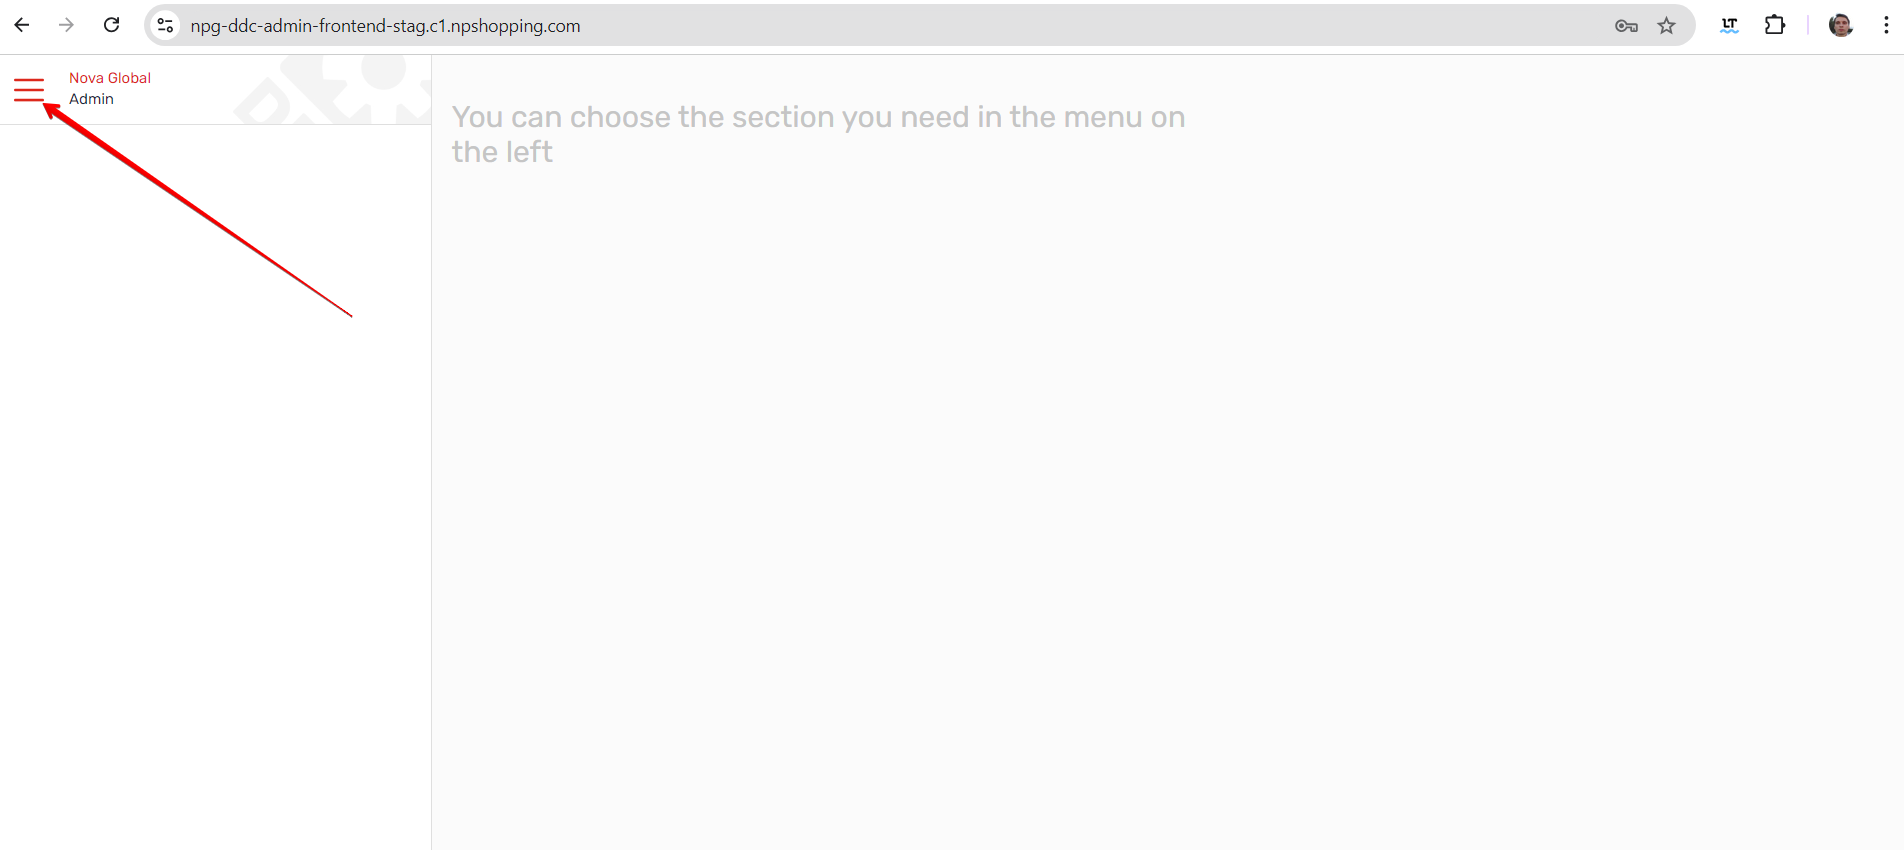 npg-ddc-admin-frontend-stag.c1.npshopping.com
LT
Nova Global
Admin
You can choose the section you need in the menu on
the left